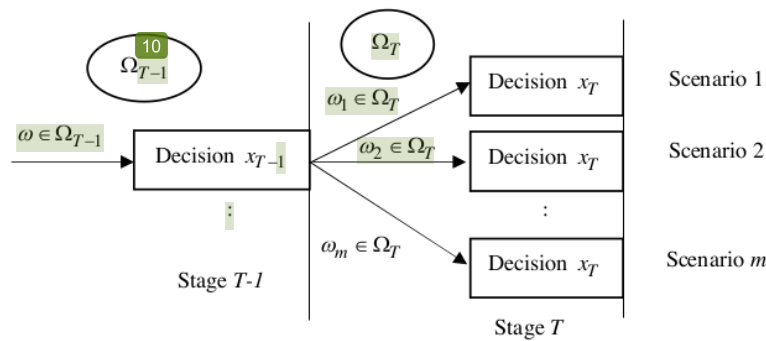 10
Ω_{T−1}
Ω_T
ω ∈ Ω_{T−1}
Decision x_{T−1}
:
Stage T-1
ω_1 ∈ Ω_T
ω_2 ∈ Ω_T
ω_m ∈ Ω_T
Decision x_T
Scenario 1
Decision x_T
Scenario 2
:
Decision x_T
Scenario m
Stage T